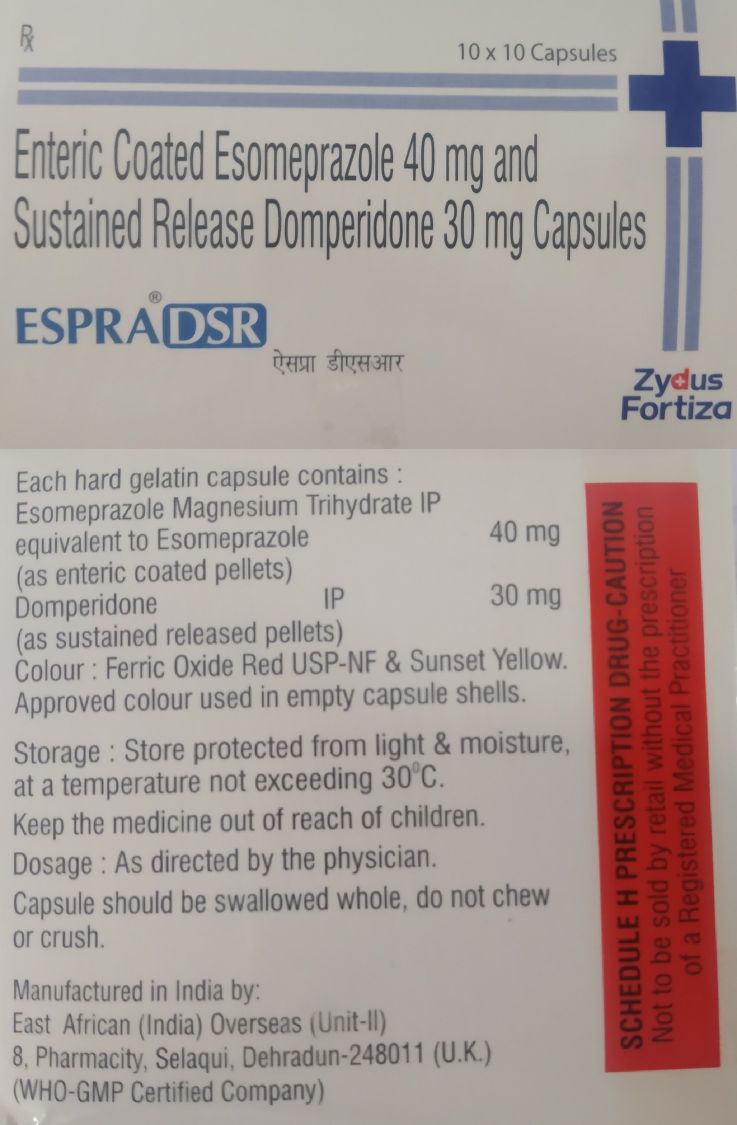 Rx
10 x 10 Capsules
Enteric Coated Esomeprazole 40 mg and
Sustained Release Domperidone 30 mg Capsules
ESPRA® DSR
ऐसप्रा डीएसआर
Zydus
Fortiza
Each hard gelatin capsule contains :
Esomeprazole Magnesium Trihydrate IP
equivalent to Esomeprazole 40 mg
(as enteric coated pellets)
Domperidone IP 30 mg
(as sustained released pellets)
Colour : Ferric Oxide Red USP-NF & Sunset Yellow.
Approved colour used in empty capsule shells.
Storage : Store protected from light & moisture,
at a temperature not exceeding 30°C.
Keep the medicine out of reach of children.
Dosage : As directed by the physician.
Capsule should be swallowed whole, do not chew
or crush.
Manufactured in India by:
East African (India) Overseas (Unit-II)
8, Pharmacity, Selaqui, Dehradun-248011 (U.K.)
(WHO-GMP Certified Company)
SCHEDULE H PRESCRIPTION DRUG-CAUTION
Not to be sold by retail without the prescription
of a Registered Medical Practitioner